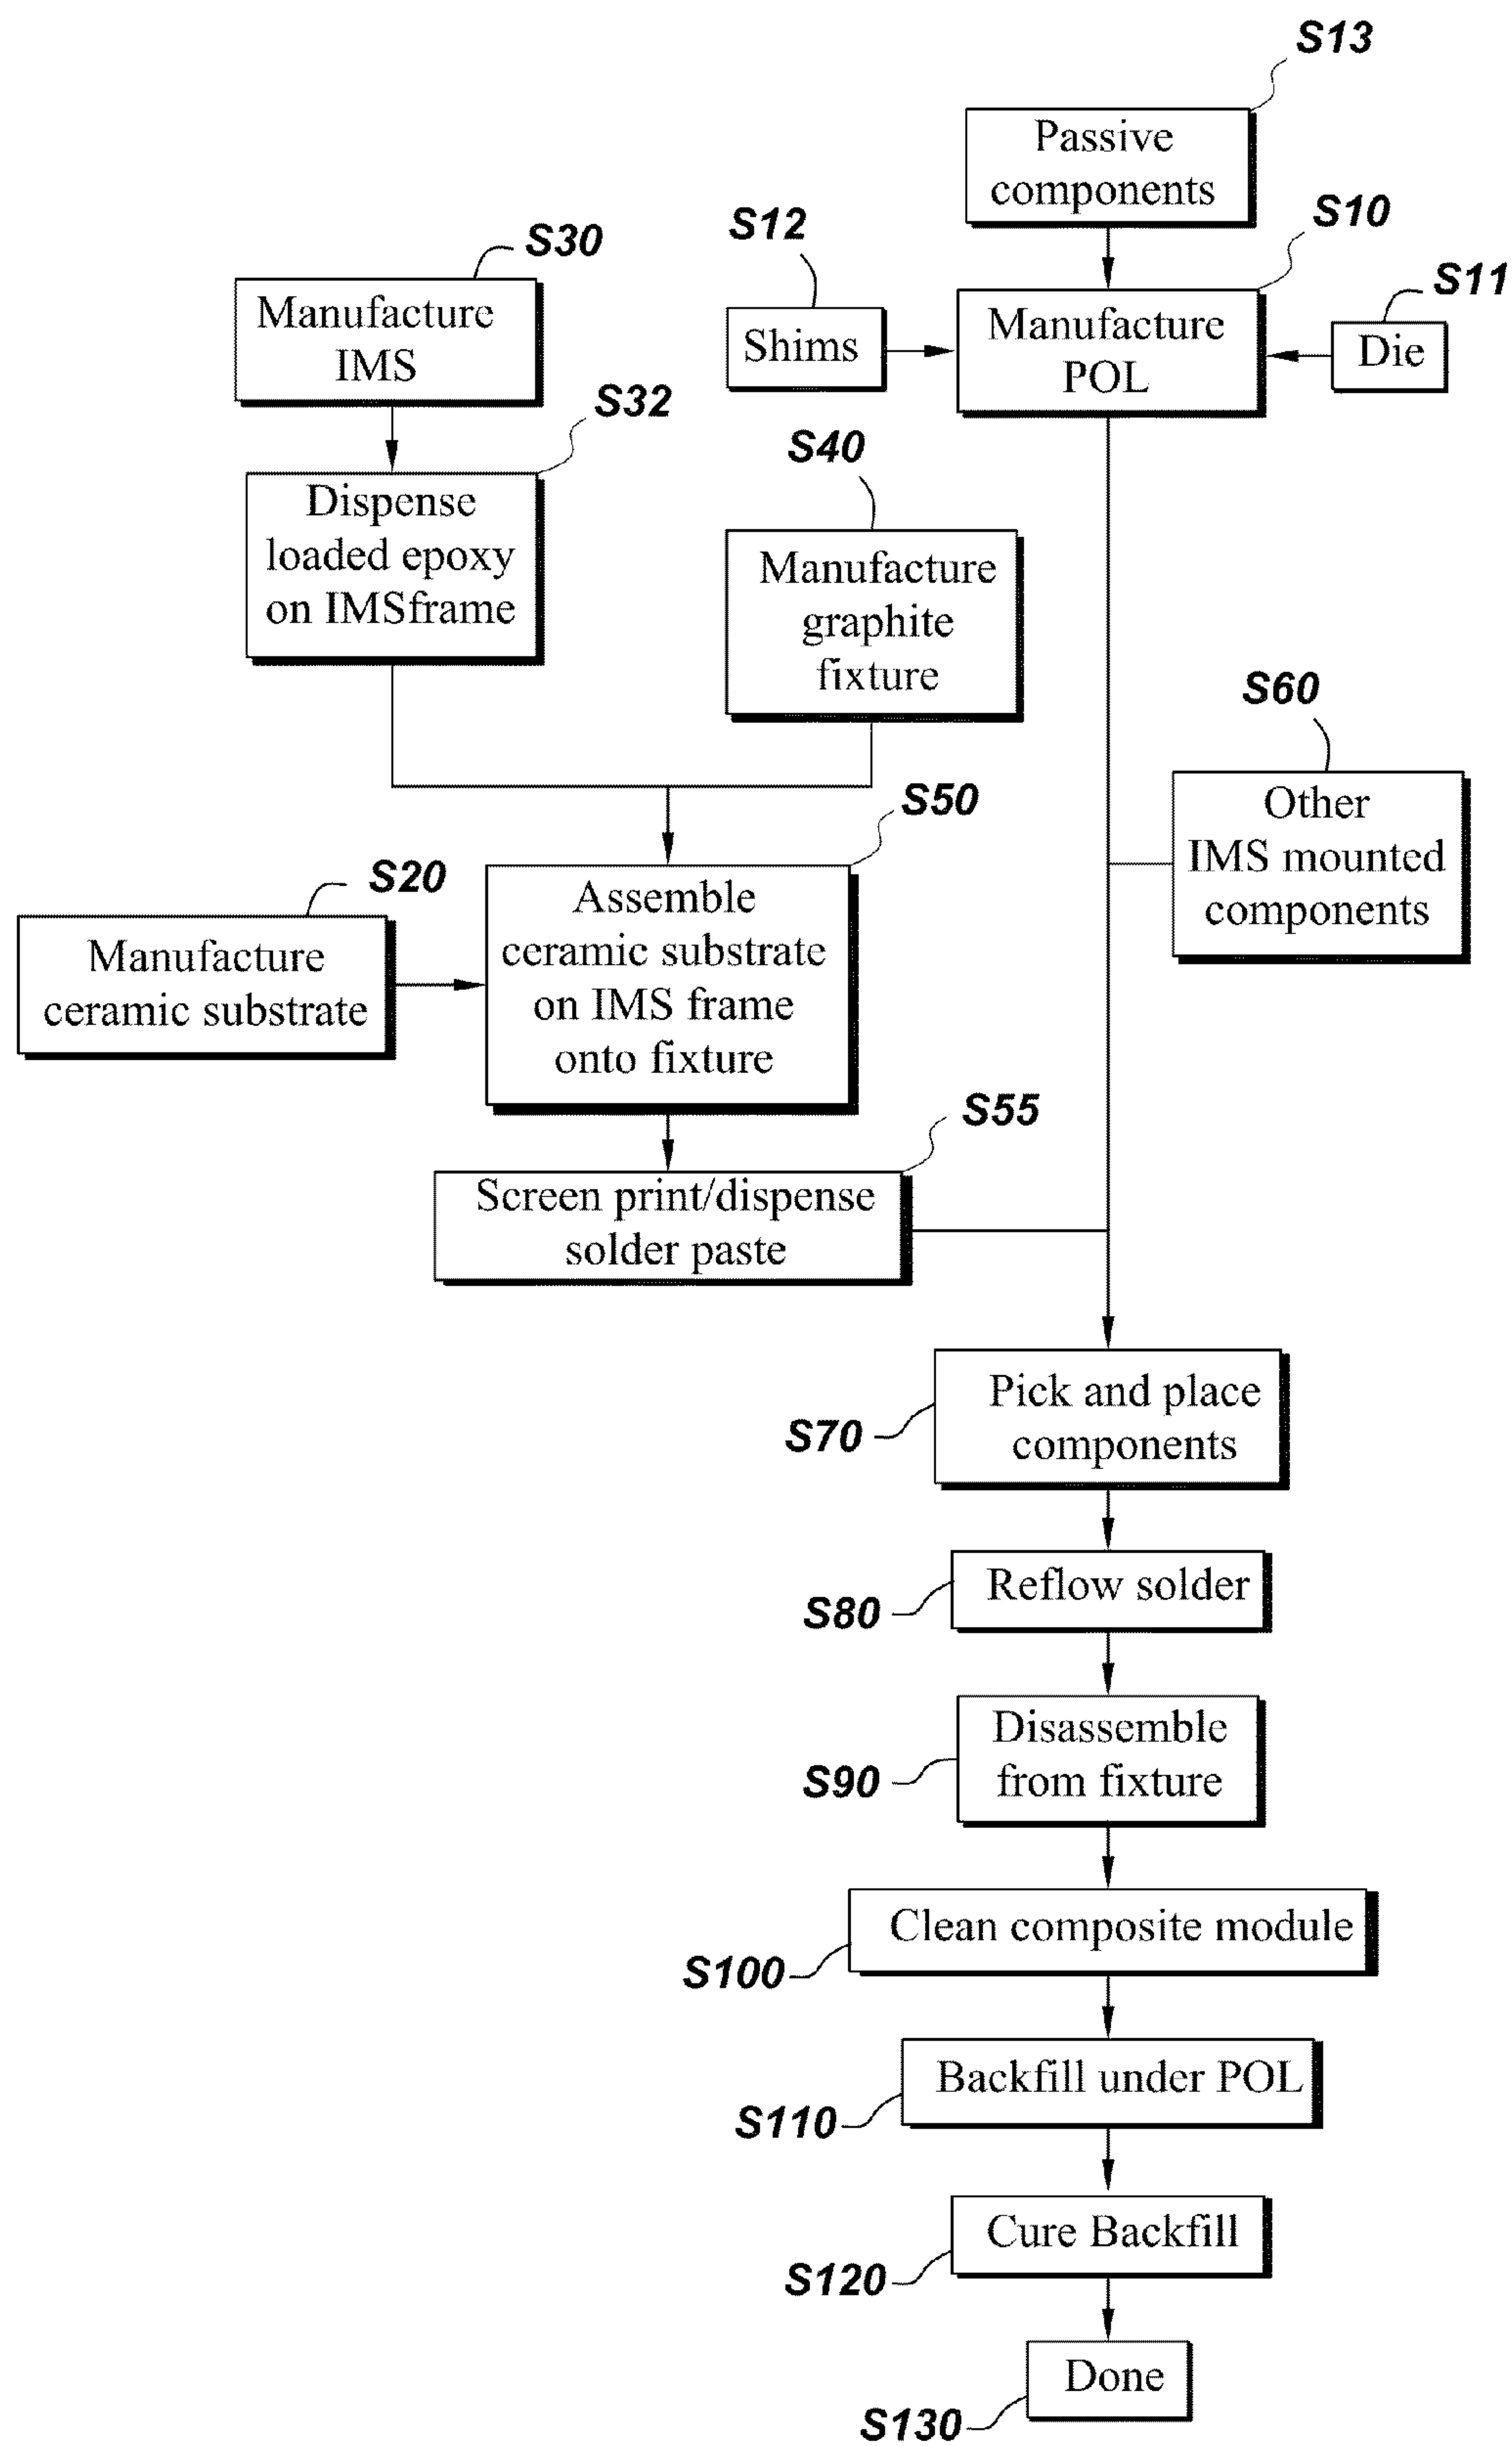 S13
Passive
components
S12
S10
S11
S30
Manufacture
IMS
Shims
Manufacture
POL
Die
S32
S40
Dispense
loaded epoxy
on IMSframe
Manufacture
graphite
fixture
S60
Other
IMS mounted
components
S50
S20
Manufacture
ceramic substrate
Assemble
ceramic substrate
on IMS frame
onto fixture
S55
Screen print/dispense
solder paste
Pick and place
components
S70
Reflow solder
S80
Disassemble
from fixture
S90
Clean composite module
S100
Backfill under POL
S110
Cure Backfill
S120
Done
S130